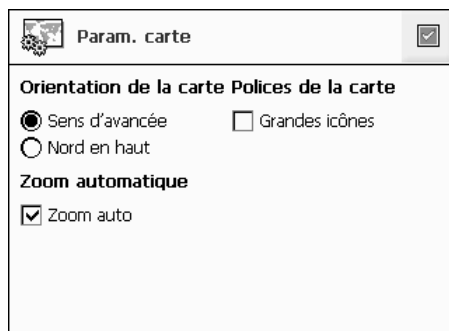 Param. carte
Orientation de la carte Polices de la carte
Sens d'avancée Grandes icônes
Nord en haut
Zoom automatique
Zoom auto